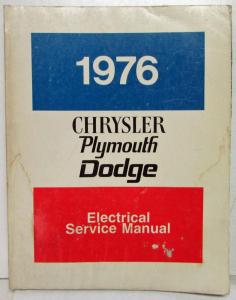 1976
CHRYSLER
Plymouth
Dodge
Electrical
Service Manual